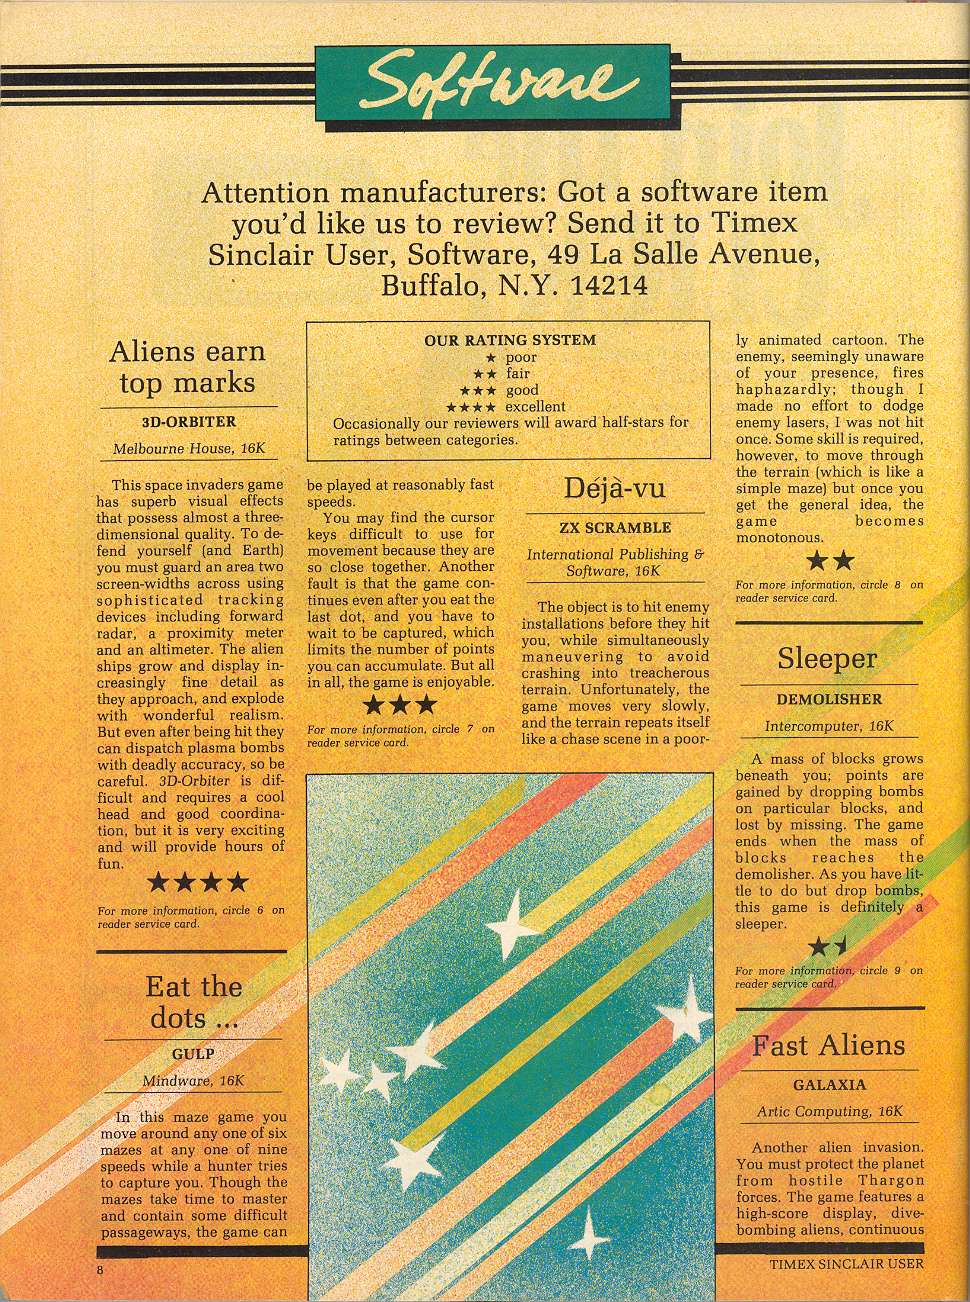 Software
Attention manufacturers: Got a software item
you'd like us to review? Send it to Timex
Sinclair User, Software, 49 La Salle Avenue,
Buffalo, N.Y. 14214
OUR RATING SYSTEM
★ poor
★★ fair
★★★ good
★★★★ excellent
Occasionally our reviewers will award half-stars for
ratings between categories.
Aliens earn
top marks
3D-ORBITER
Melbourne House, 16K
This space invaders game
has superb visual effects
that possess almost a three-
dimensional quality. To de-
fend yourself (and Earth)
you must guard an area two
screen-widths across using
sophisticated tracking
devices including forward
radar, a proximity meter
and an altimeter. The alien
ships grow and display in-
creasingly fine detail as
they approach, and explode
with wonderful realism.
But even after being hit they
can dispatch plasma bombs
with deadly accuracy, so be
careful. 3D-Orbiter is dif-
ficult and requires a cool
head and good coordina-
tion, but it is very exciting
and will provide hours of
fun.
★★★★
For more information, circle 6 on
reader service card.
Eat the
dots ...
GULP
Mindware, 16K
In this maze game you
move around any one of six
mazes at any one of nine
speeds while a hunter tries
to capture you. Though the
mazes take time to master
and contain some difficult
passageways, the game can
be played at reasonably fast
speeds.
You may find the cursor
keys difficult to use for
movement because they are
so close together. Another
fault is that the game con-
tinues even after you eat the
last dot, and you have to
wait to be captured, which
limits the number of points
you can accumulate. But all
in all, the game is enjoyable.
★★★
For more information, circle 7 on
reader service card.
Déjà-vu
ZX SCRAMBLE
International Publishing &
Software, 16K
The object is to hit enemy
installations before they hit
you, while simultaneously
maneuvering to avoid
crashing into treacherous
terrain. Unfortunately, the
game moves very slowly,
and the terrain repeats itself
like a chase scene in a poor-
ly animated cartoon. The
enemy, seemingly unaware
of your presence, fires
haphazardly; though I
made no effort to dodge
enemy lasers, I was not hit
once. Some skill is required,
however, to move through
the terrain (which is like a
simple maze) but once you
get the general idea, the
game becomes
monotonous.
★★
For more information, circle 8 on
reader service card.
Sleeper
DEMOLISHER
Intercomputer, 16K
A mass of blocks grows
beneath you; points are
gained by dropping bombs
on particular blocks, and
lost by missing. The game
ends when the mass of
blocks reaches the
demolisher. As you have lit-
tle to do but drop bombs,
this game is definitely a
sleeper.
★⯨
For more information, circle 9 on
reader service card.
Fast Aliens
GALAXIA
Artic Computing, 16K
Another alien invasion.
You must protect the planet
from hostile Thargon
forces. The game features a
high-score display, dive-
bombing aliens, continuous
8
TIMEX SINCLAIR USER